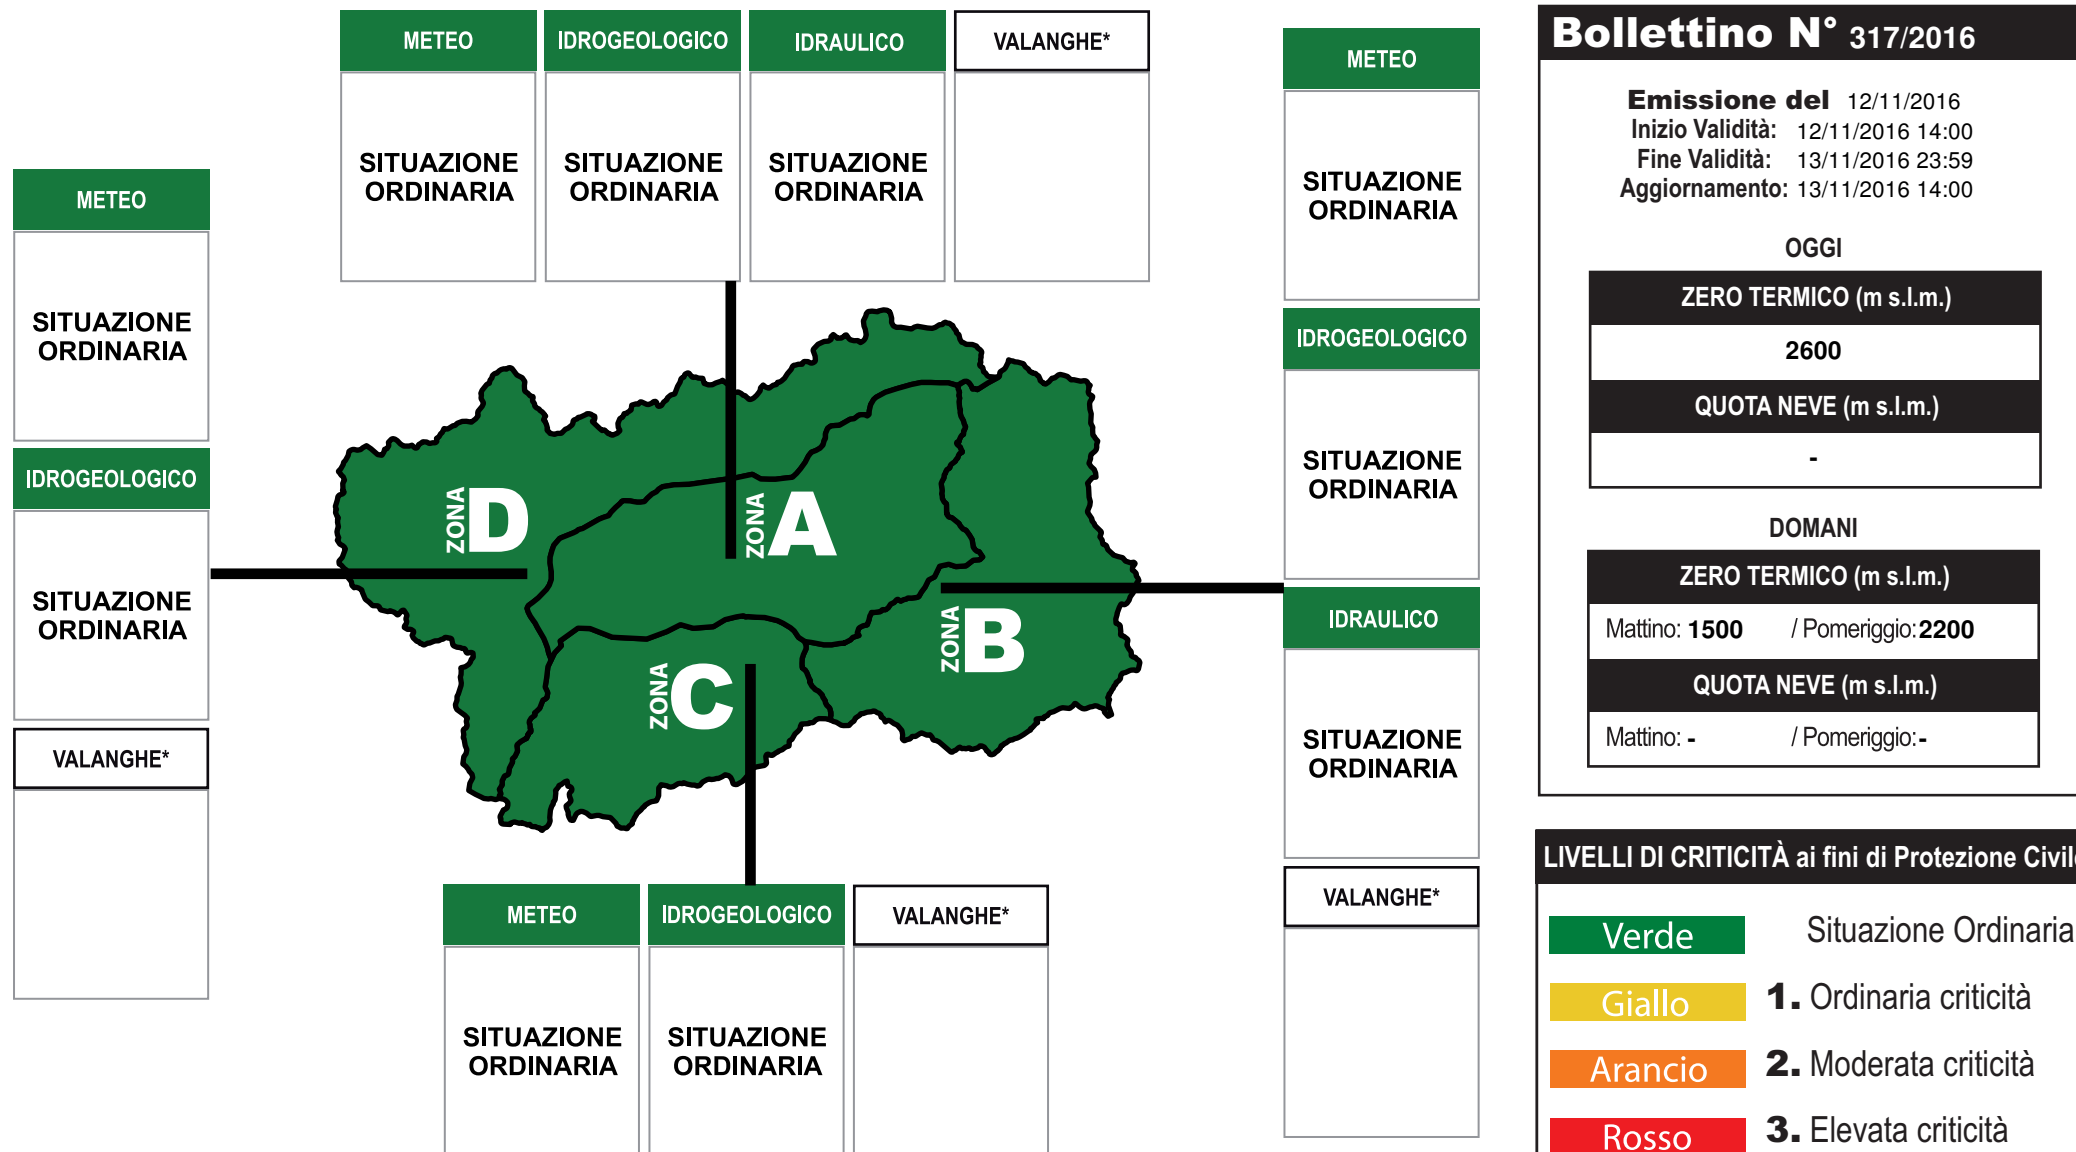 METEO IDROGEOLOGICO IDRAULICO VALANGHE*
SITUAZIONE ORDINARIA
SITUAZIONE ORDINARIA
SITUAZIONE ORDINARIA
METEO
SITUAZIONE
ORDINARIA
IDROGEOLOGICO
SITUAZIONE
ORDINARIA
VALANGHE*
ZONA D
ZONA A
ZONA B
ZONA C
METEO
SITUAZIONE
ORDINARIA
IDROGEOLOGICO
SITUAZIONE
ORDINARIA
IDRAULICO
SITUAZIONE
ORDINARIA
VALANGHE*
METEO IDROGEOLOGICO VALANGHE*
SITUAZIONE ORDINARIA
SITUAZIONE ORDINARIA
Bollettino N° 317/2016
Emissione del 12/11/2016
Inizio Validità: 12/11/2016 14:00
Fine Validità: 13/11/2016 23:59
Aggiornamento: 13/11/2016 14:00
OGGI
ZERO TERMICO (m s.l.m.)
2600
QUOTA NEVE (m s.l.m.)
-
DOMANI
ZERO TERMICO (m s.l.m.)
Mattino: 1500 / Pomeriggio: 2200
QUOTA NEVE (m s.l.m.)
Mattino: - / Pomeriggio: -
LIVELLI DI CRITICITÀ ai fini di Protezione Civile
Verde Situazione Ordinaria
Giallo 1. Ordinaria criticità
Arancio 2. Moderata criticità
Rosso 3. Elevata criticità